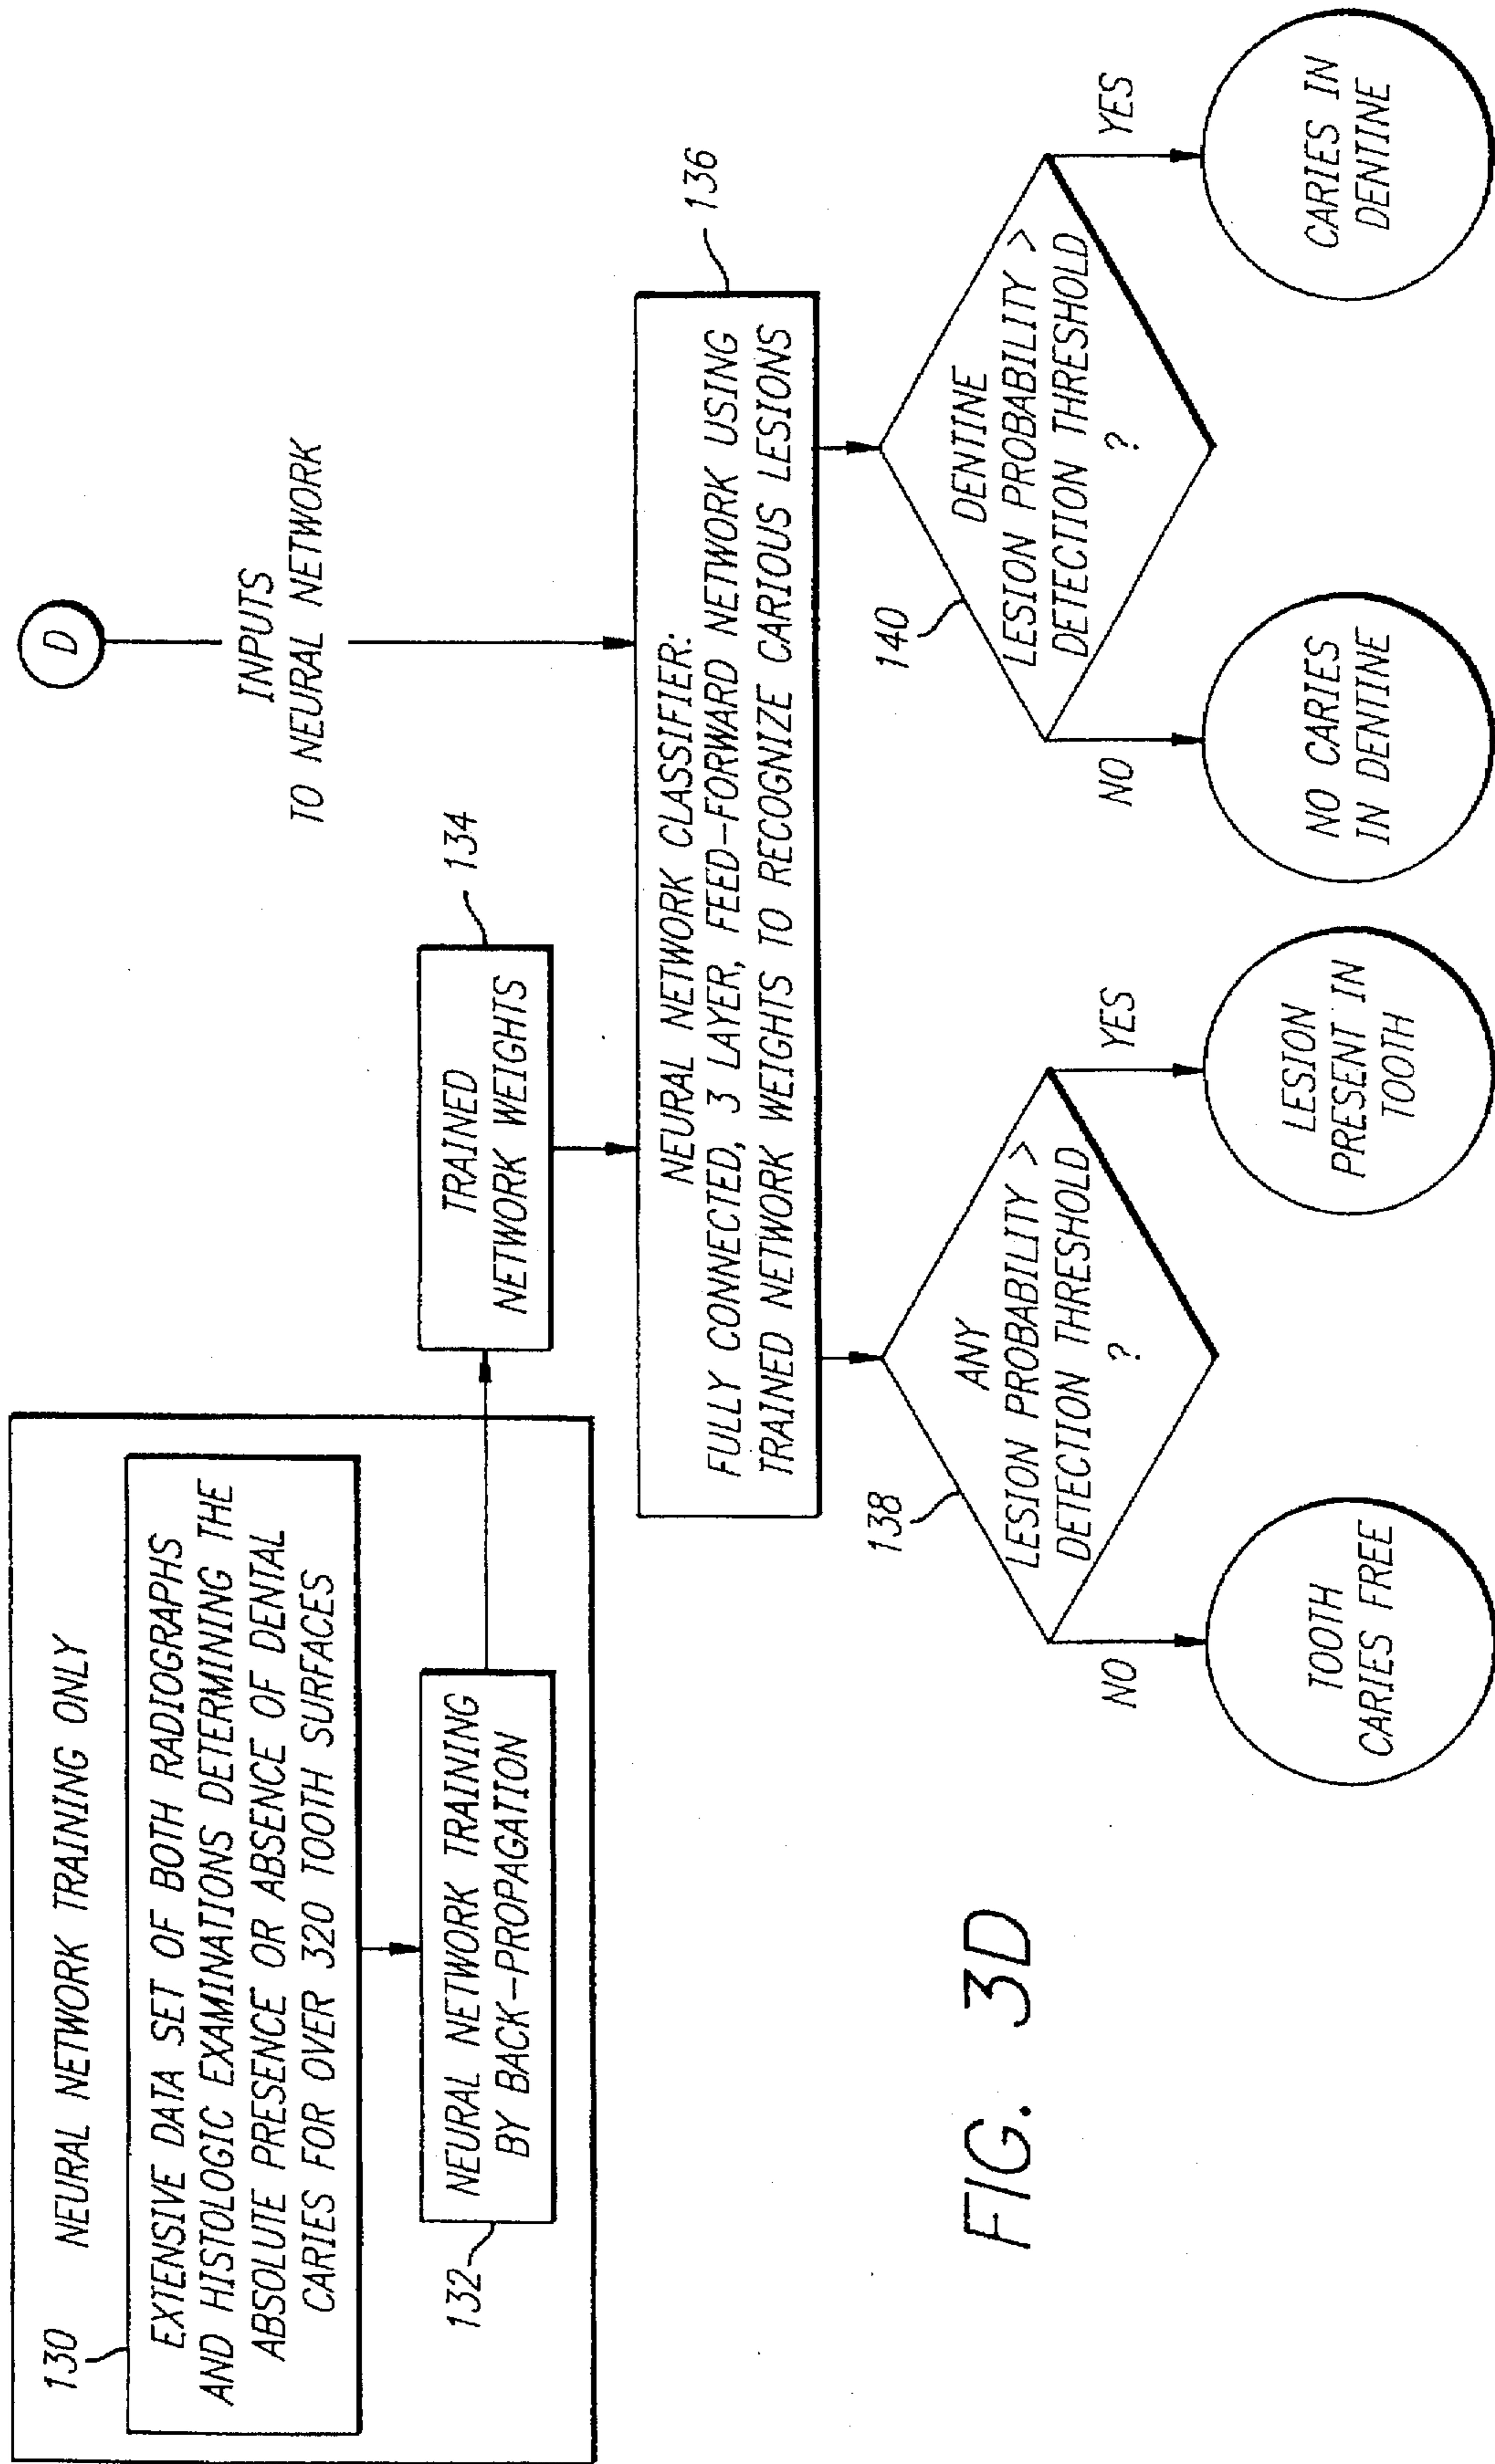 130
NEURAL NETWORK TRAINING ONLY
EXTENSIVE DATA SET OF BOTH RADIOGRAPHS
AND HISTOLOGIC EXAMINATIONS DETERMINING THE
ABSOLUTE PRESENCE OR ABSENCE OF DENTAL
CARIES FOR OVER 320 TOOTH SURFACES
132
NEURAL NETWORK TRAINING
BY BACK-PROPAGATION
TRAINED
NETWORK WEIGHTS
134
D
INPUTS
TO NEURAL NETWORK
136
NEURAL NETWORK CLASSIFIER:
FULLY CONNECTED, 3 LAYER, FEED-FORWARD NETWORK USING
TRAINED NETWORK WEIGHTS TO RECOGNIZE CARIOUS LESIONS
138
ANY
LESION PROBABILITY >
DETECTION THRESHOLD
?
NO
YES
TOOTH
CARIES FREE
LESION
PRESENT IN
TOOTH
140
DENTINE
LESION PROBABILITY >
DETECTION THRESHOLD
?
NO
YES
NO CARIES
IN DENTINE
CARIES IN
DENTINE
FIG. 3D